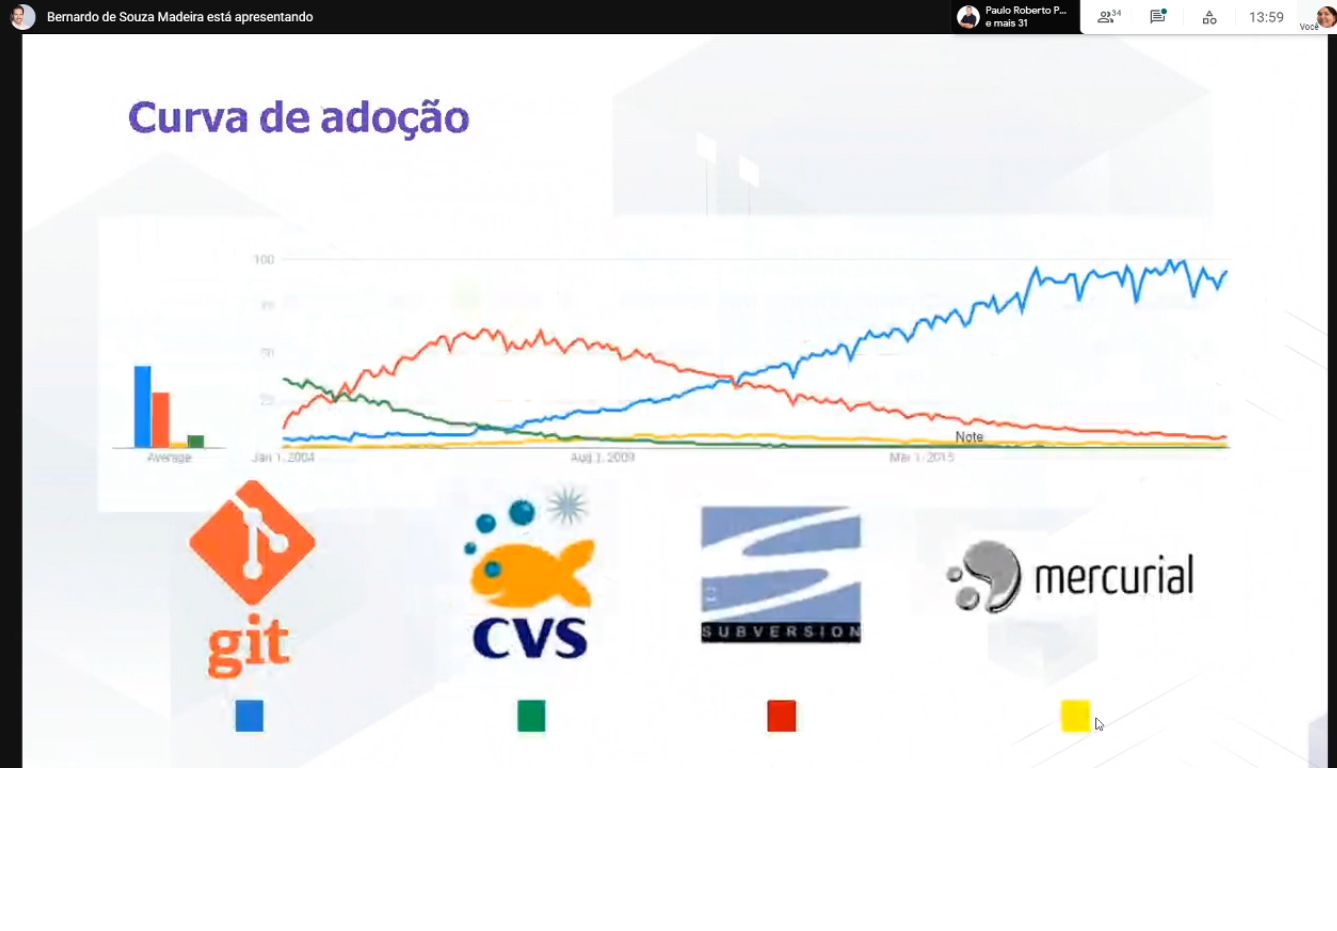 Bernardo de Souza Madeira está apresentando
Paulo Roberto P...
e mais 31
34
13:59
Você
Curva de adoção
100
75
50
25
Note
Average
Jan 1, 2004
Aug 1, 2009
Mar 1, 2015
git
CVS
SUBVERSION
mercurial